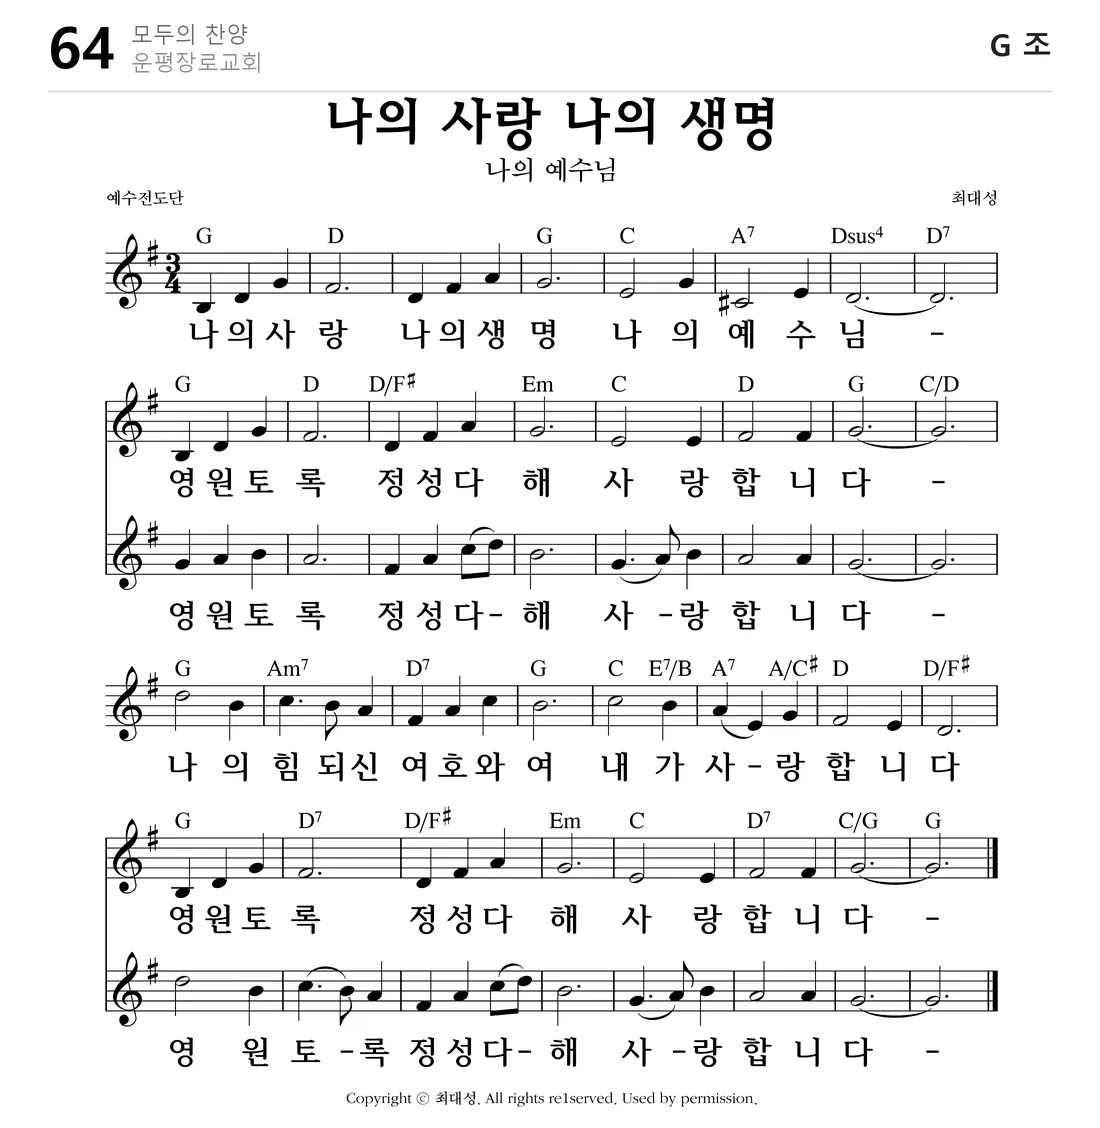 64 모두의 찬양
운평장로교회
G 조
나의 사랑 나의 생명
나의 예수님
예수전도단 최대성
G D G C A7 Dsus4 D7
3
4
나 의 사 랑 나 의 생 명 나 의 예 수 님 -
G D D/F♯ Em C D G C/D
영 원 토 록 정 성 다 해 사 랑 합 니 다 -
영 원 토 록 정 성 다- 해 사 -랑 합 니 다 -
G Am7 D7 G C E7/B A7 A/C♯ D D/F♯
나 의 힘 되 신 여 호 와 여 내 가 사 - 랑 합 니 다
G D7 D/F♯ Em C D7 C/G G
영 원 토 록 정 성 다 해 사 랑 합 니 다 -
영 원 토 -록 정 성 다- 해 사 -랑 합 니 다 -
Copyright ⓒ 최대성. All rights re1served. Used by permission.